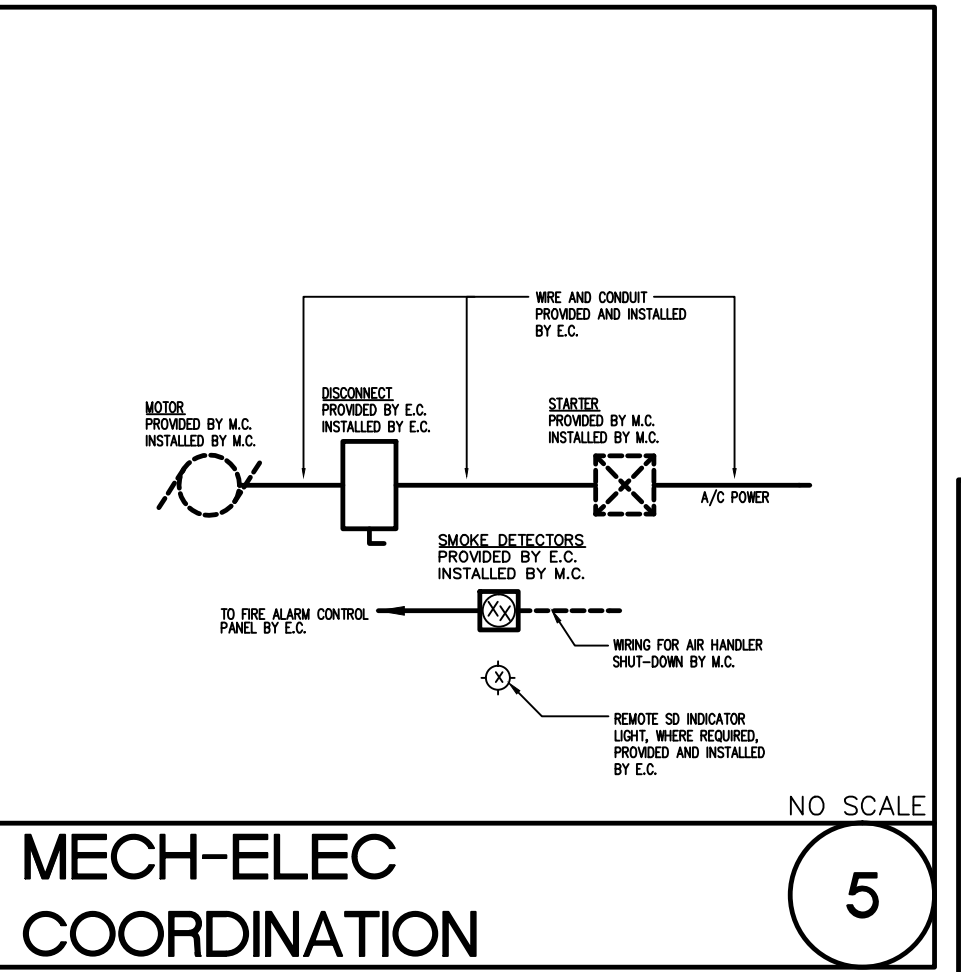 WIRE AND CONDUIT
PROVIDED AND INSTALLED
BY E.C.
MOTOR
PROVIDED BY M.C.
INSTALLED BY M.C.
DISCONNECT
PROVIDED BY E.C.
INSTALLED BY E.C.
STARTER
PROVIDED BY M.C.
INSTALLED BY M.C.
A/C POWER
SMOKE DETECTORS
PROVIDED BY E.C.
INSTALLED BY M.C.
TO FIRE ALARM CONTROL
PANEL BY E.C.
XX
WIRING FOR AIR HANDLER
SHUT-DOWN BY M.C.
X
REMOTE SD INDICATOR
LIGHT, WHERE REQUIRED,
PROVIDED AND INSTALLED
BY E.C.
NO SCALE
MECH-ELEC
COORDINATION
5